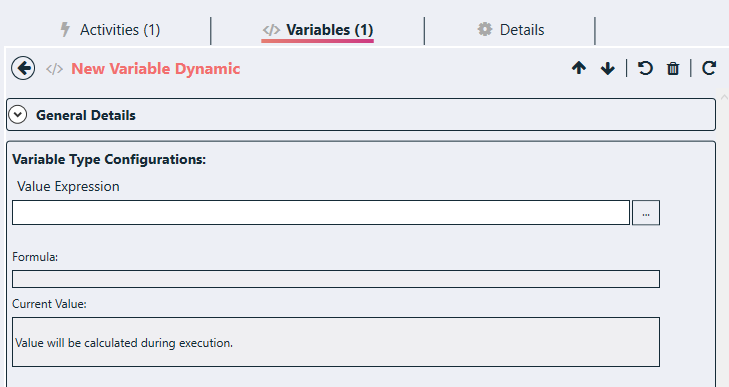 Activities (1)
Variables (1)
Details
New Variable Dynamic
General Details
Variable Type Configurations:
Value Expression
...
Formula:
Current Value:
Value will be calculated during execution.